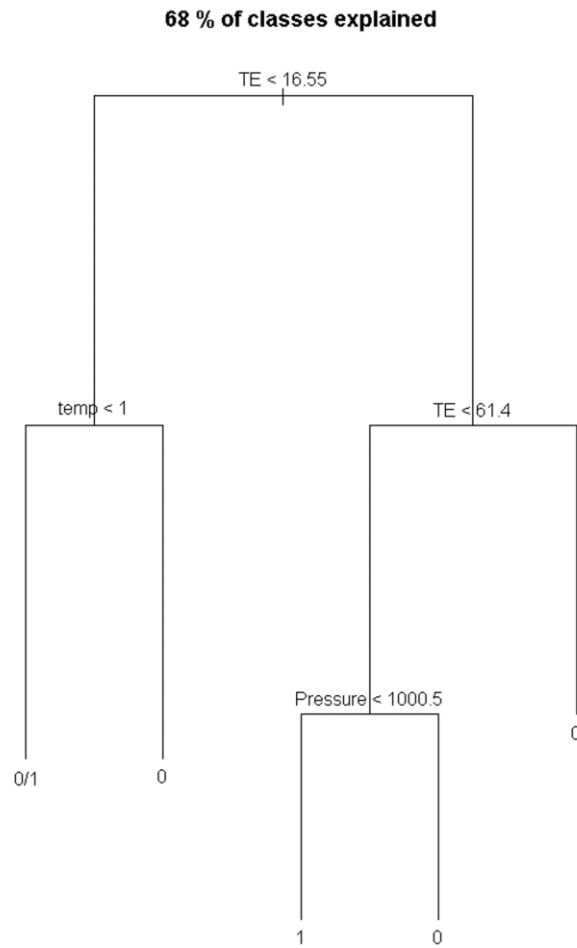 68 % of classes explained
TE < 16.55
temp < 1
TE < 61.4
Pressure < 1000.5
0
0/1
0
1
0